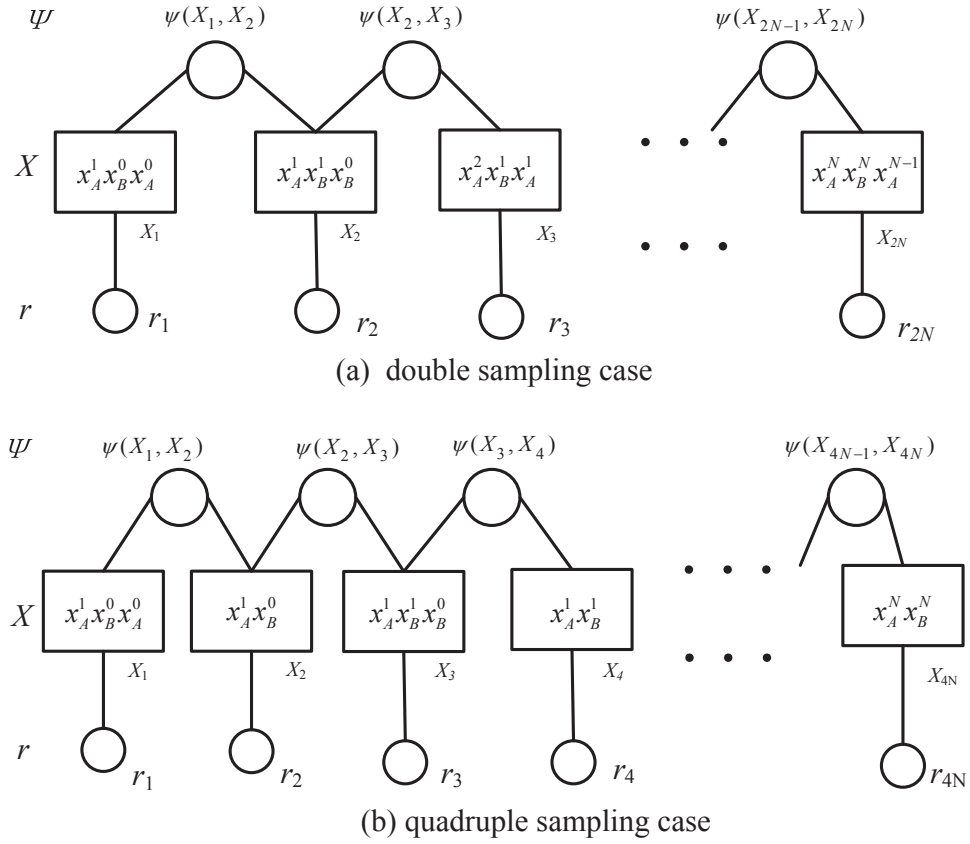 Ψ ψ(X₁, X₂) ψ(X₂, X₃) ψ(X₂N₋₁, X₂N)
X x_A^1 x_B^0 x_A^0 x_A^1 x_B^1 x_B^0 x_A^2 x_B^1 x_A^1 • • • x_A^N x_B^N x_A^{N-1}
X₁ X₂ X₃ • • • X₂N
r r₁ r₂ r₃ r₂N
(a) double sampling case
Ψ ψ(X₁, X₂) ψ(X₂, X₃) ψ(X₃, X₄) ψ(X₄N₋₁, X₄N)
X x_A^1 x_B^0 x_A^0 x_A^1 x_B^0 x_A^1 x_B^1 x_B^0 x_A^1 x_B^1 • • • x_A^N x_B^N
X₁ X₂ X₃ X₄ • • • X₄N
r r₁ r₂ r₃ r₄ r₄N
(b) quadruple sampling case